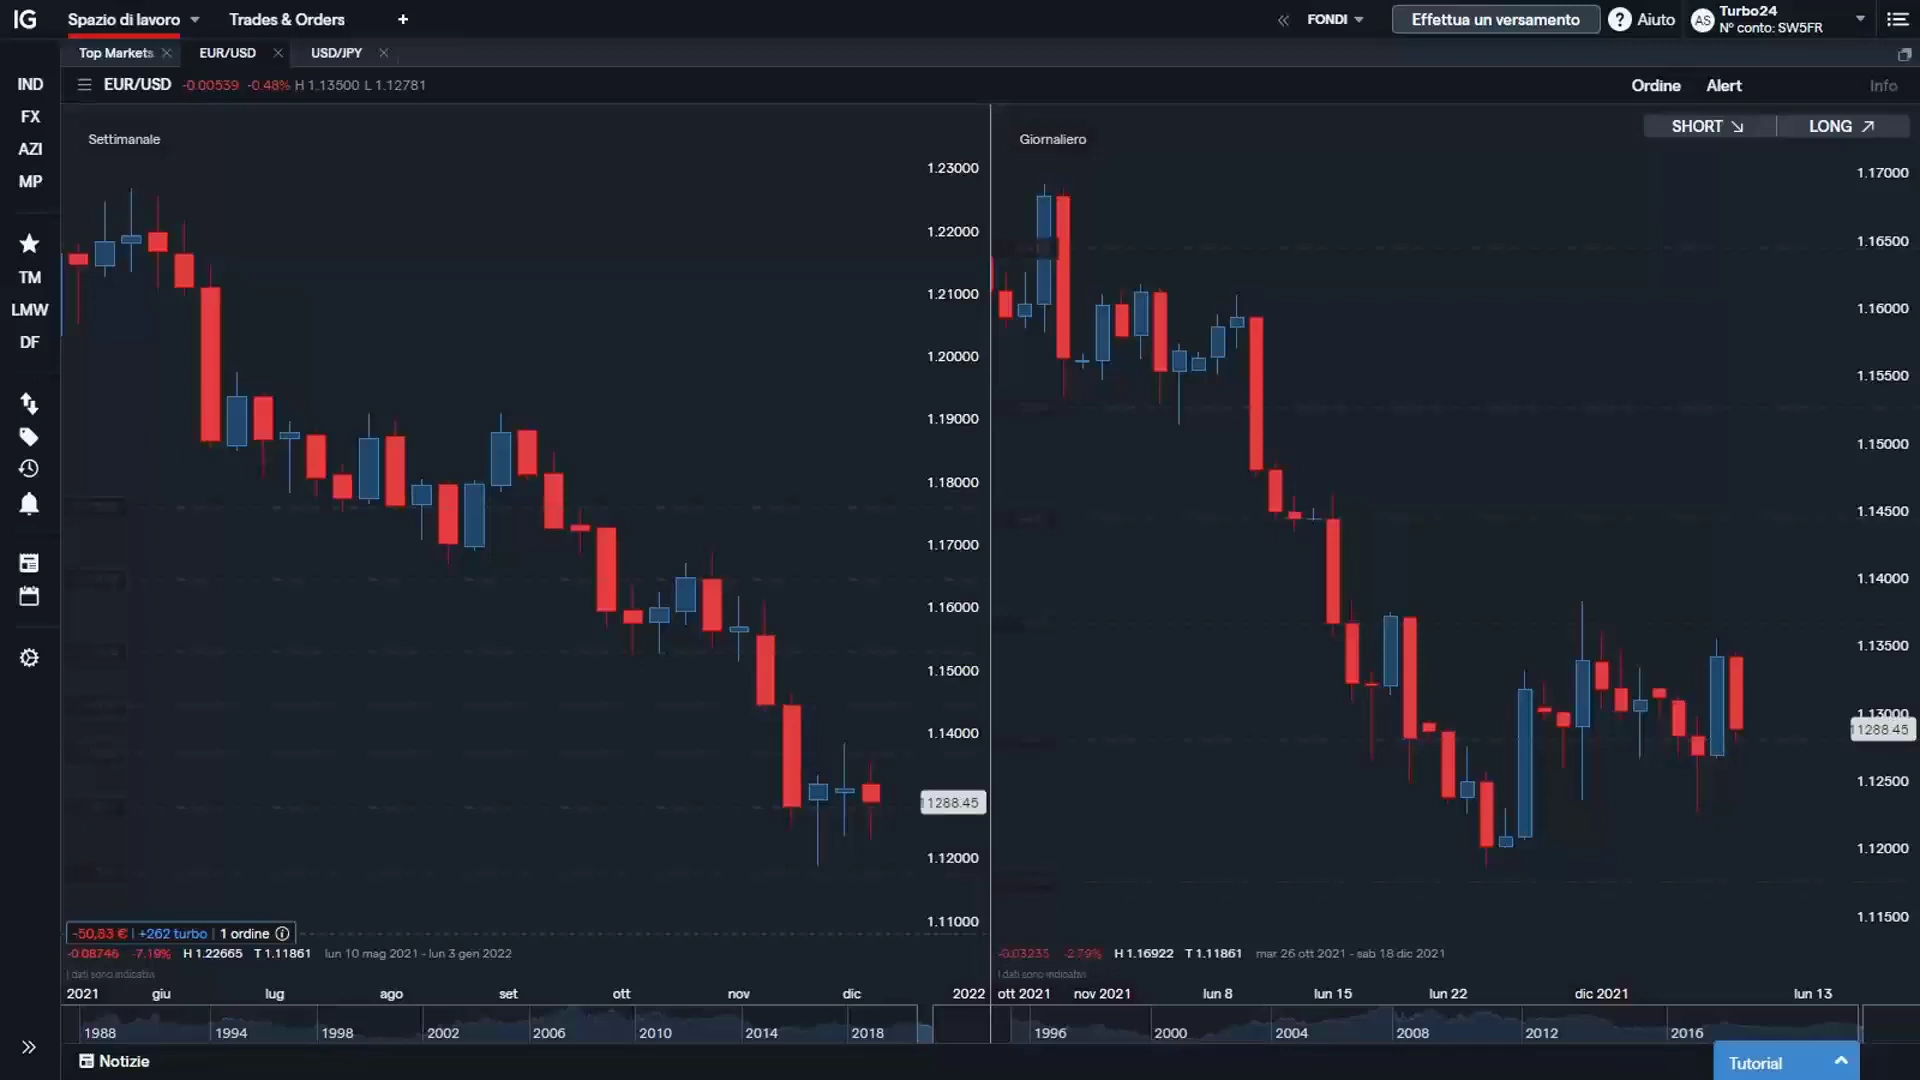 IG
Spazio di lavoro
Trades & Orders
+
FONDI
Effettua un versamento
? Aiuto
AS
Turbo24
N° conto: SW5FR
Top Markets
EUR/USD
USD/JPY
IND
FX
AZI
MP
TM
LMW
DF
EUR/USD -0.00539 -0.48% H 1.13500 L 1.12781
Ordine
Alert
Info
Settimanale
1.23000
1.22000
1.21000
1.20000
1.19000
1.18000
1.17000
1.16000
1.15000
1.14000
11288.45
1.12000
1.11000
-50,83 € | +262 turbo | 1 ordine
-0.08746 -7.19% H 1.22665 T 1.11861 lun 10 mag 2021 - lun 3 gen 2022
I dati sono indicativi
2021 giu lug ago set ott nov dic 2022
1988 1994 1998 2002 2006 2010 2014 2018
Giornaliero
SHORT
LONG
1.17000
1.16500
1.16000
1.15500
1.15000
1.14500
1.14000
1.13500
1.13000
11288.45
1.12500
1.12000
1.11500
-0.03235 -2.79% H 1.16922 T 1.11861 mar 26 ott 2021 - sab 18 dic 2021
I dati sono indicativi
ott 2021 nov 2021 lun 8 lun 15 lun 22 dic 2021 lun 13
1996 2000 2004 2008 2012 2016
Notizie
Tutorial